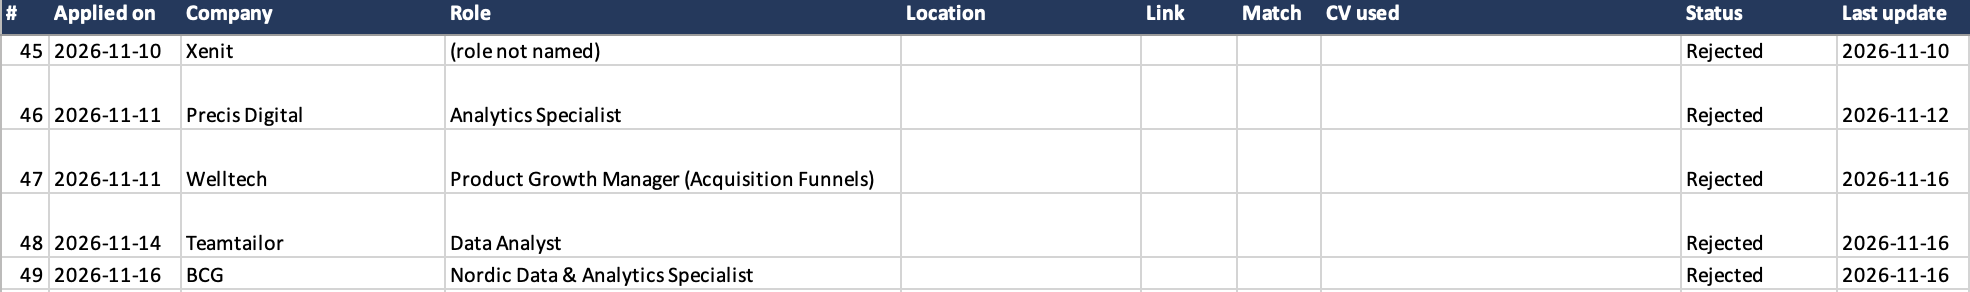 # Applied on Company Role Location Link Match CV used Status Last update
45 2026-11-10 Xenit (role not named) Rejected 2026-11-10
46 2026-11-11 Precis Digital Analytics Specialist Rejected 2026-11-12
47 2026-11-11 Welltech Product Growth Manager (Acquisition Funnels) Rejected 2026-11-16
48 2026-11-14 Teamtailor Data Analyst Rejected 2026-11-16
49 2026-11-16 BCG Nordic Data & Analytics Specialist Rejected 2026-11-16